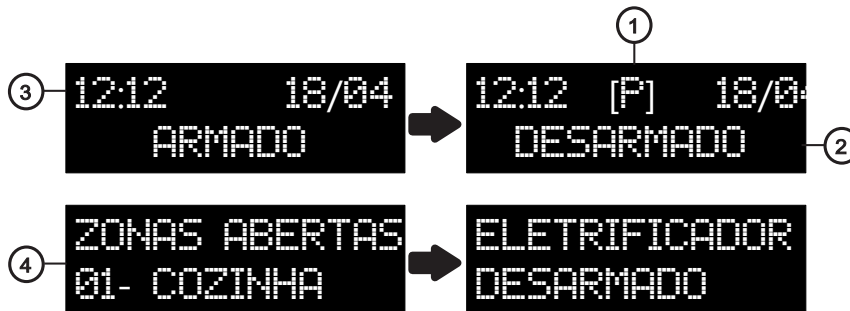 1
3
12:12 18/04
ARMADO
12:12 [P] 18/04
DESARMADO
2
4
ZONAS ABERTAS
01- COZINHA
ELETRIFICADOR
DESARMADO